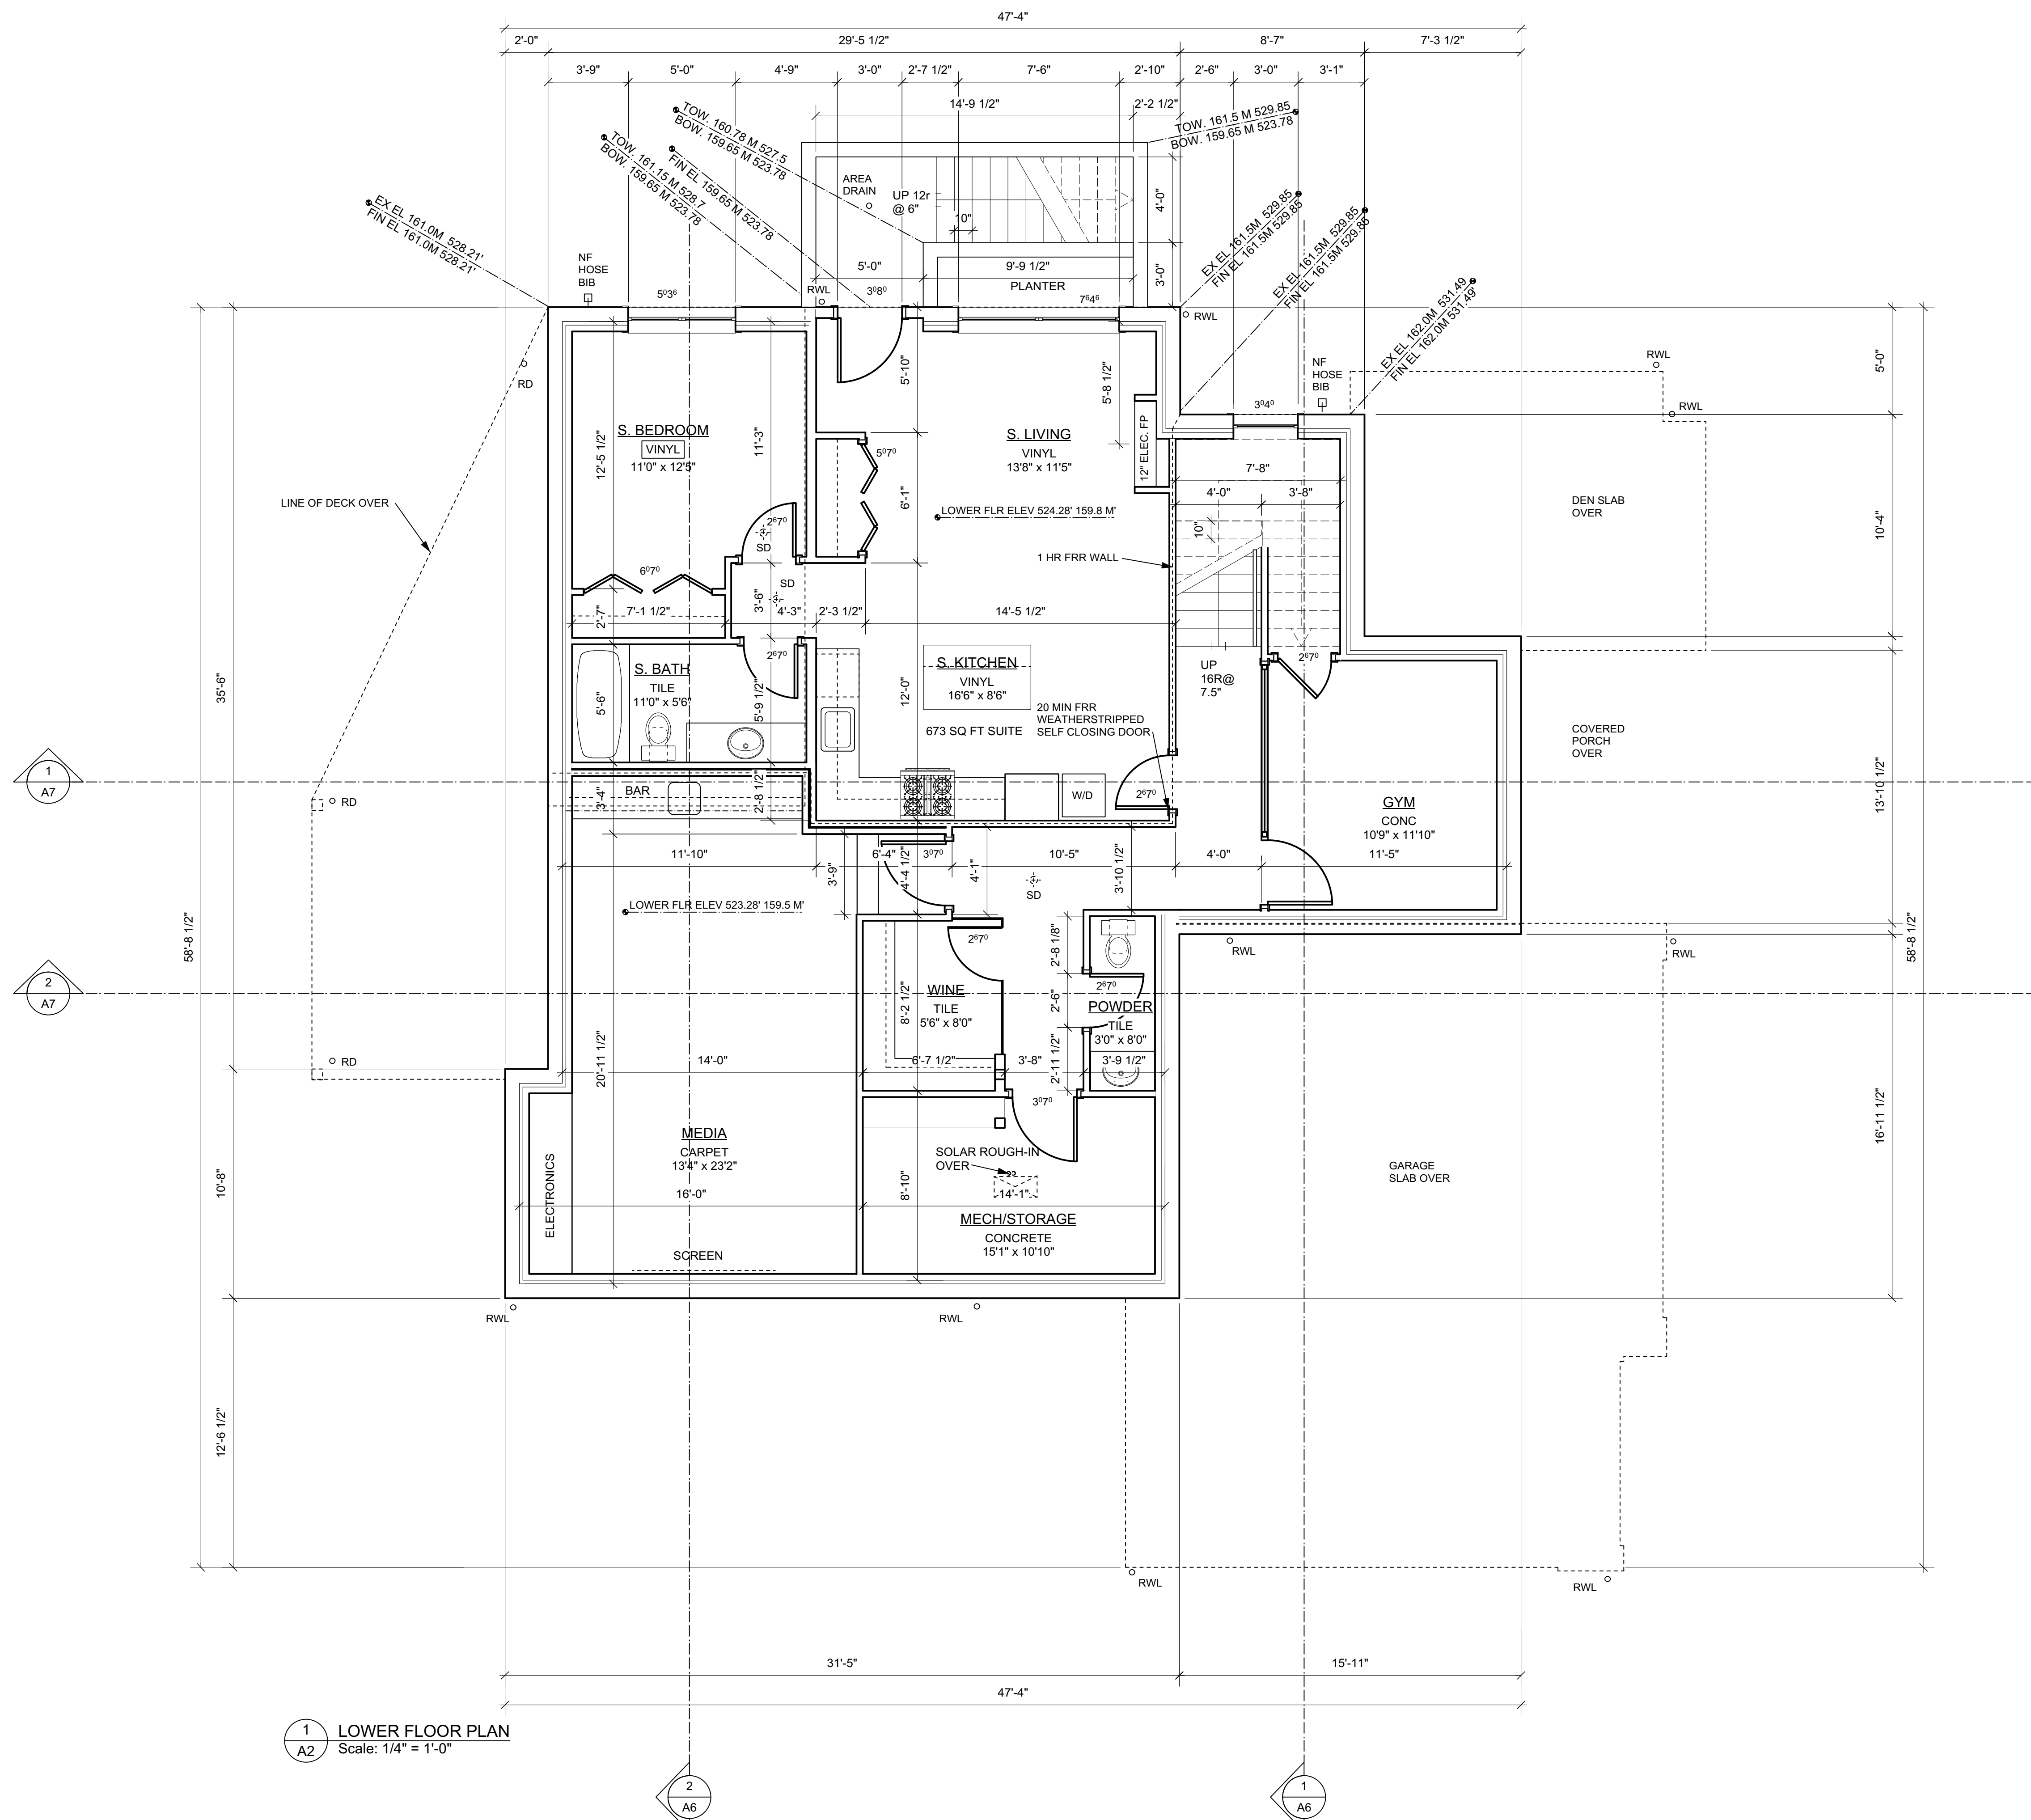 47'-4"
2'-0"
29'-5 1/2"
8'-7"
7'-3 1/2"
3'-9"
5'-0"
4'-9"
3'-0"
2'-7 1/2"
7'-6"
2'-10"
2'-6"
3'-0"
3'-1"
14'-9 1/2"
2'-2 1/2"
TOW. 160.78 M 527.5
BOW. 159.65 M 523.78
TOW. 161.5 M 529.85
BOW. 159.65 M 523.78
TOW. 161.15 M 528.7
BOW. 159.65 M 523.78
FIN EL 159.65 M 523.78
EX EL 161.0M 528.21'
FIN EL 161.0M 528.21'
AREA
DRAIN
UP 12r
@ 6"
10"
4'-0"
3'-0"
EX EL 161.5M 529.85
FIN EL 161.5M 529.85
EX EL 161.5M 529.85
FIN EL 161.5M 529.85
EX EL 162.0M 531.49
FIN EL 162.0M 531.49'
NF
HOSE
BIB
5'-0"
9'-9 1/2"
PLANTER
5036
RWL
3080
7646
RWL
RD
NF
HOSE
BIB
3040
RWL
RWL
5'-0"
5'-10"
5'-8 1/2"
12'-5 1/2"
11'-3"
S. BEDROOM
VINYL
11'0" x 12'5"
S. LIVING
VINYL
13'8" x 11'5"
12" ELEC. FP
5070
6'-1"
7'-8"
4'-0"
3'-8"
10"
LINE OF DECK OVER
DEN SLAB
OVER
10'-4"
LOWER FLR ELEV 524.28' 159.8 M'
2670
SD
1 HR FRR WALL
6070
SD
2'-7"
7'-1 1/2"
3'-6"
4'-3"
2'-3 1/2"
14'-5 1/2"
2670
2670
S. BATH
TILE
11'0" x 5'6"
5'-6"
5'-9 1/2"
12'-0"
S. KITCHEN
VINYL
16'6" x 8'6"
UP
16R@
7.5"
35'-6"
20 MIN FRR
WEATHERSTRIPPED
SELF CLOSING DOOR
673 SQ FT SUITE
COVERED
PORCH
OVER
1
A7
BAR
3'-4"
2'-8 1/2"
W/D
2670
GYM
CONC
10'9" x 11'10"
RD
13'-10 1/2"
11'-10"
6'-4"
3070
10'-5"
4'-0"
11'-5"
3'-9"
4'-4 1/2"
4'-1"
3'-10 1/2"
SD
LOWER FLR ELEV 523.28' 159.5 M'
58'-8 1/2"
58'-8 1/2"
2670
2'-8 1/8"
RWL
RWL
2
A7
WINE
TILE
5'6" x 8'0"
8'-2 1/2"
2670
2'-6"
POWDER
TILE
3'0" x 8'0"
20'-11 1/2"
RD
14'-0"
6'-7 1/2"
3'-8"
2'-11 1/2"
3'-9 1/2"
3070
16'-11 1/2"
MEDIA
CARPET
13'4" x 23'2"
SOLAR ROUGH-IN
OVER
GARAGE
SLAB OVER
10'-8"
ELECTRONICS
16'-0"
8'-10"
14'-1"
MECH/STORAGE
CONCRETE
15'1" x 10'10"
SCREEN
RWL
RWL
12'-6 1/2"
RWL
RWL
31'-5"
15'-11"
47'-4"
1
A2
LOWER FLOOR PLAN
Scale: 1/4" = 1'-0"
2
A6
1
A6